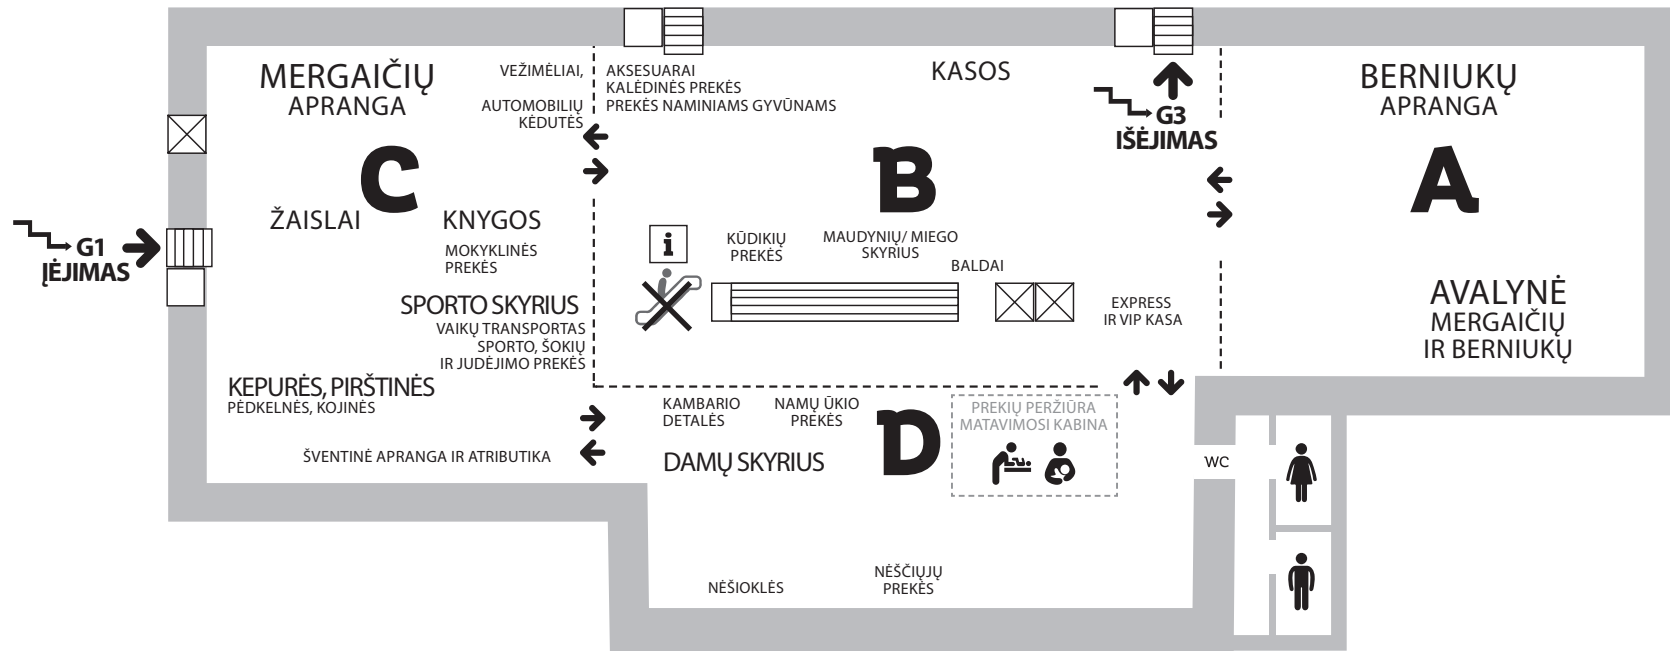 MERGAIČIŲ
APRANGA
VEŽIMĖLIAI,
AUTOMOBILIŲ
KĖDUTĖS
C
ŽAISLAI
KNYGOS
MOKYKLINĖS
PREKĖS
G1
ĮĖJIMAS
SPORTO SKYRIUS
VAIKŲ TRANSPORTAS
SPORTO, ŠOKIŲ
IR JUDĖJIMO PREKĖS
KEPURĖS, PIRŠTINĖS
PĖDKELNĖS, KOJINĖS
ŠVENTINĖ APRANGA IR ATRIBUTIKA
AKSESUARAI
KALĖDINĖS PREKĖS
PREKĖS NAMINIAMS GYVŪNAMS
KASOS
G3
IŠĖJIMAS
B
i
KŪDIKIŲ
PREKĖS
MAUDYNIŲ/ MIEGO
SKYRIUS
BALDAI
EXPRESS
IR VIP KASA
BERNIUKŲ
APRANGA
A
AVALYNĖ
MERGAIČIŲ
IR BERNIUKŲ
KAMBARIO
DETALĖS
NAMŲ ŪKIO
PREKĖS
D
PREKIŲ PERŽIŪRA
MATAVIMOSI KABINA
DAMŲ SKYRIUS
WC
NĖŠIOKLĖS
NĖŠČIŲJŲ
PREKĖS